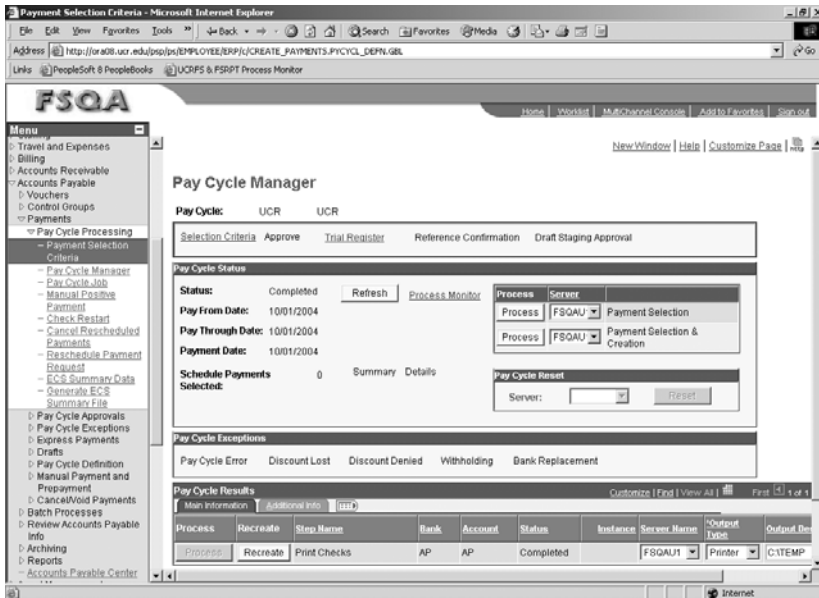 Payment Selection Criteria - Microsoft Internet Explorer
File Edit View Favorites Tools » Back Search Favorites Media
Address http://ora08.ucr.edu/psp/ps/EMPLOYEE/ERP/c/CREATE_PAYMENTS.PYCYCL_DEFN.GBL Go
Links PeopleSoft 8 PeopleBooks UCRFS & FSRPT Process Monitor
FSQA
Home Worklist MultiChannel Console Add to Favorites Sign out
Menu
Travel and Expenses
Billing
Accounts Receivable
Accounts Payable
Vouchers
Control Groups
Payments
Pay Cycle Processing
– Payment Selection
Criteria
– Pay Cycle Manager
– Pay Cycle Job
– Manual Positive
Payment
– Check Restart
– Cancel Rescheduled
Payments
– Reschedule Payment
Request
– ECS Summary Data
– Generate ECS
Summary File
Pay Cycle Approvals
Pay Cycle Exceptions
Express Payments
Drafts
Pay Cycle Definition
Manual Payment and
Prepayment
Cancel/Void Payments
Batch Processes
Review Accounts Payable
Info
Archiving
Reports
– Accounts Payable Center
New Window | Help | Customize Page | http
Pay Cycle Manager
Pay Cycle: UCR UCR
Selection Criteria Approve Trial Register Reference Confirmation Draft Staging Approval
Pay Cycle Status
Status: Completed Refresh Process Monitor
Pay From Date: 10/01/2004
Pay Through Date: 10/01/2004
Payment Date: 10/01/2004
Schedule Payments 0 Summary Details
Selected:
Process Server
Process FSQAU Payment Selection
Process FSQAU Payment Selection &
Creation
Pay Cycle Reset
Server: Reset
Pay Cycle Exceptions
Pay Cycle Error Discount Lost Discount Denied Withholding Bank Replacement
Pay Cycle Results Customize | Find | View All | First 1 of 1
Main Information Additional Info
Process Recreate Step Name Bank Account Status Instance Server Name *Output
Type Output Des
Process Recreate Print Checks AP AP Completed FSQAU1 Printer C:\TEMP
Internet